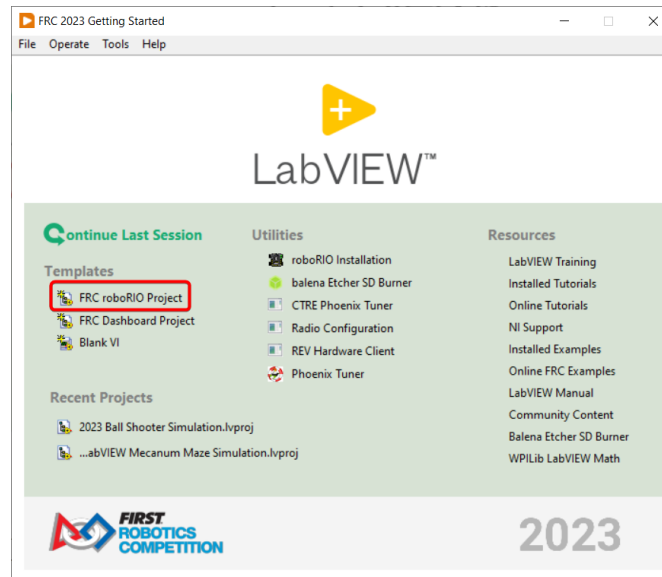 FRC 2023 Getting Started
File Operate Tools Help
LabVIEW™
Continue Last Session
Templates
FRC roboRIO Project
FRC Dashboard Project
Blank VI
Recent Projects
2023 Ball Shooter Simulation.lvproj
...abVIEW Mecanum Maze Simulation.lvproj
Utilities
roboRIO Installation
balena Etcher SD Burner
CTRE Phoenix Tuner
Radio Configuration
REV Hardware Client
Phoenix Tuner
Resources
LabVIEW Training
Installed Tutorials
Online Tutorials
NI Support
Installed Examples
Online FRC Examples
LabVIEW Manual
Community Content
Balena Etcher SD Burner
WPILib LabVIEW Math
FIRST
ROBOTICS
COMPETITION
2023